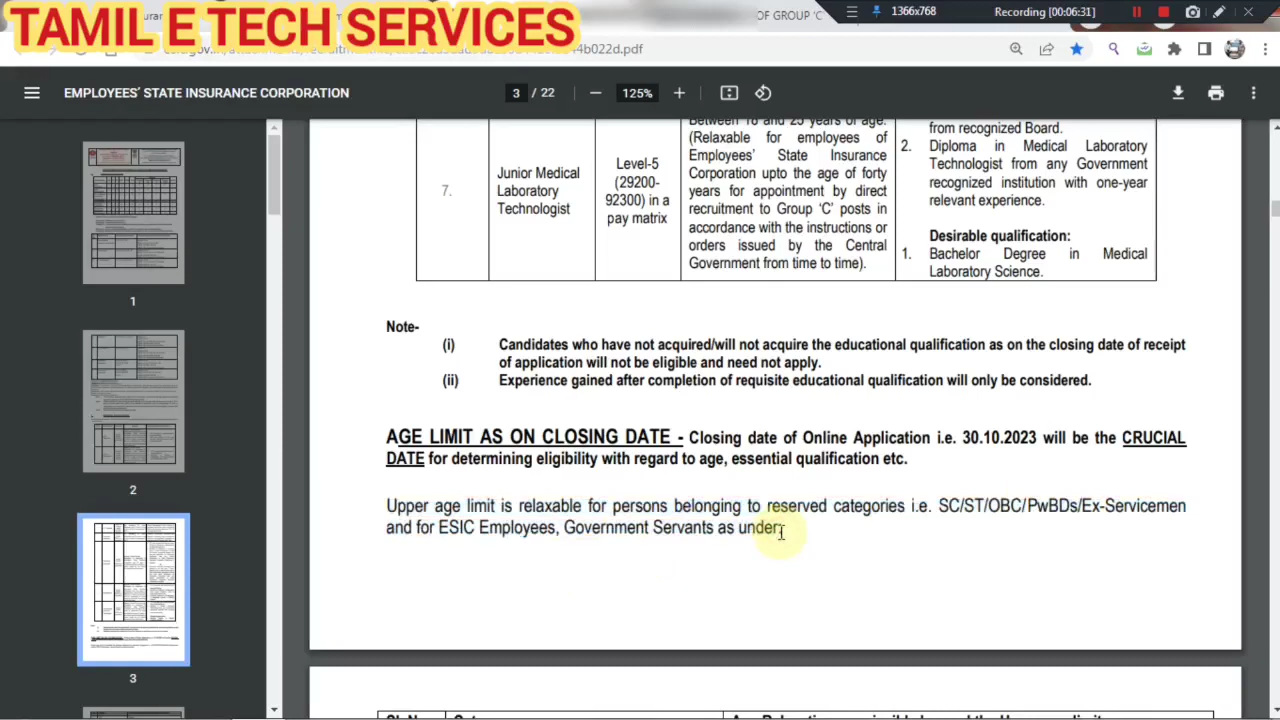 TAMIL E TECH SERVICES
OF GROUP 'C
1366x768
Recording [00:06:31]
44b022d.pdf
EMPLOYEES' STATE INSURANCE CORPORATION
3 / 22
125%
1
2
3
7.
Junior Medical
Laboratory
Technologist
Level-5
(29200-
92300) in a
pay matrix
Between 18 and 25 years of age.
(Relaxable for employees of
Employees' State Insurance
Corporation upto the age of forty
years for appointment by direct
recruitment to Group 'C' posts in
accordance with the instructions or
orders issued by the Central
Government from time to time).
from recognized Board.
2. Diploma in Medical Laboratory
Technologist from any Government
recognized institution with one-year
relevant experience.
Desirable qualification:
1. Bachelor Degree in Medical
Laboratory Science.
Note-
(i) Candidates who have not acquired/will not acquire the educational qualification as on the closing date of receipt
of application will not be eligible and need not apply.
(ii) Experience gained after completion of requisite educational qualification will only be considered.
AGE LIMIT AS ON CLOSING DATE - Closing date of Online Application i.e. 30.10.2023 will be the CRUCIAL
DATE for determining eligibility with regard to age, essential qualification etc.
Upper age limit is relaxable for persons belonging to reserved categories i.e. SC/ST/OBC/PwBDs/Ex-Servicemen
and for ESIC Employees, Government Servants as under: